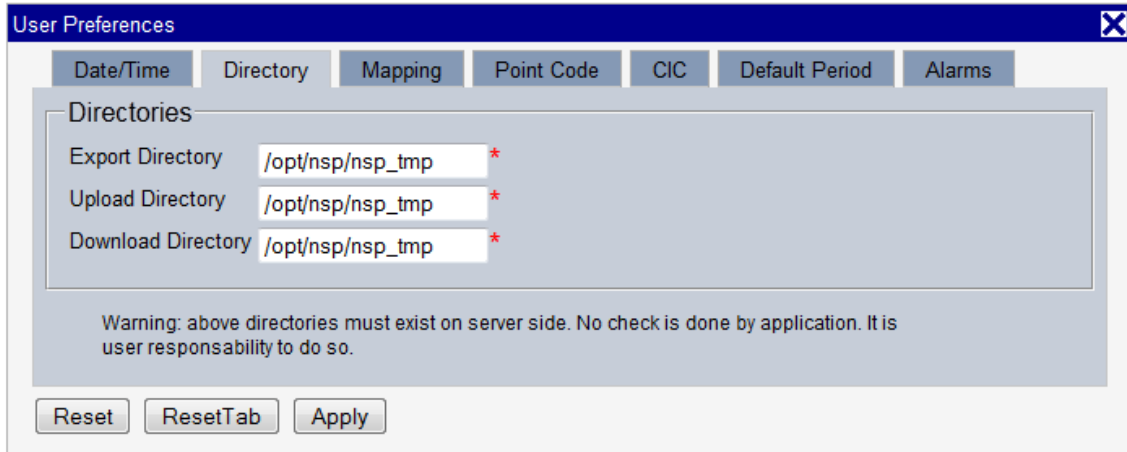 User Preferences
Date/Time Directory Mapping Point Code CIC Default Period Alarms
Directories
Export Directory /opt/nsp/nsp_tmp *
Upload Directory /opt/nsp/nsp_tmp *
Download Directory /opt/nsp/nsp_tmp *
Warning: above directories must exist on server side. No check is done by application. It is
user responsability to do so.
Reset ResetTab Apply